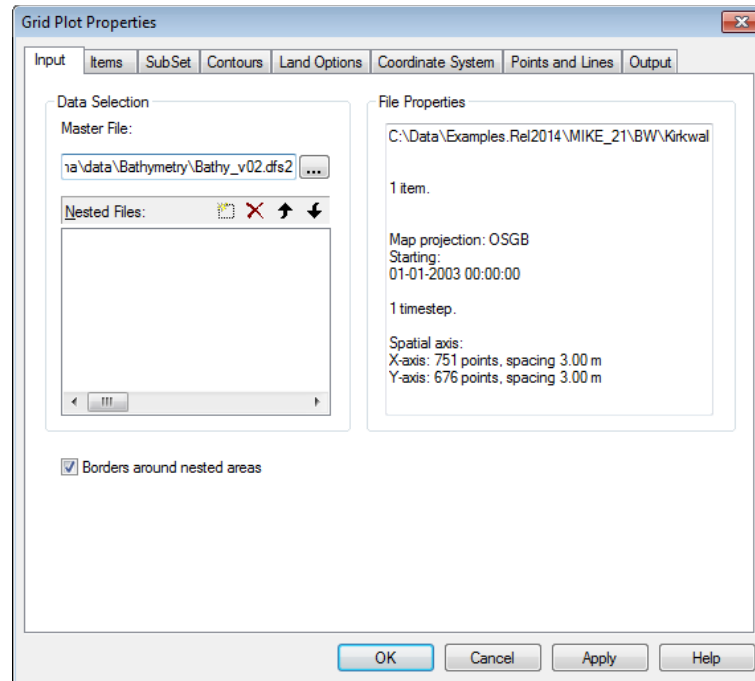 Grid Plot Properties
Input Items SubSet Contours Land Options Coordinate System Points and Lines Output
Data Selection
Master File:
na\data\Bathymetry\Bathy_v02.dfs2 ...
Nested Files:
Borders around nested areas
File Properties
C:\Data\Examples.Rel2014\MIKE_21\BW\Kirkwal
1 item.
Map projection: OSGB
Starting:
01-01-2003 00:00:00
1 timestep.
Spatial axis:
X-axis: 751 points, spacing 3.00 m
Y-axis: 676 points, spacing 3.00 m
OK Cancel Apply Help